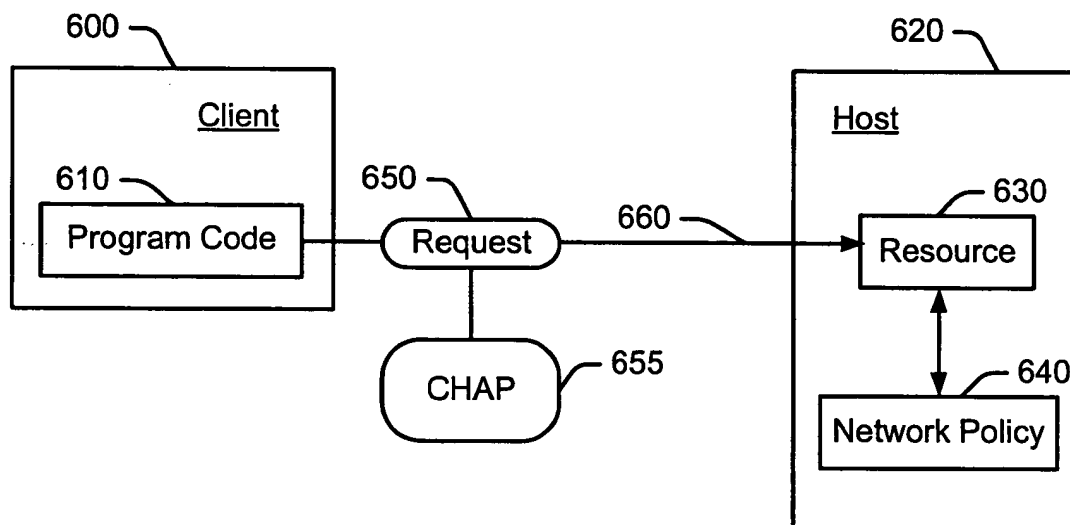 600
620
Client
Host
610
650
630
Program Code
Request
660
Resource
CHAP
655
640
Network Policy